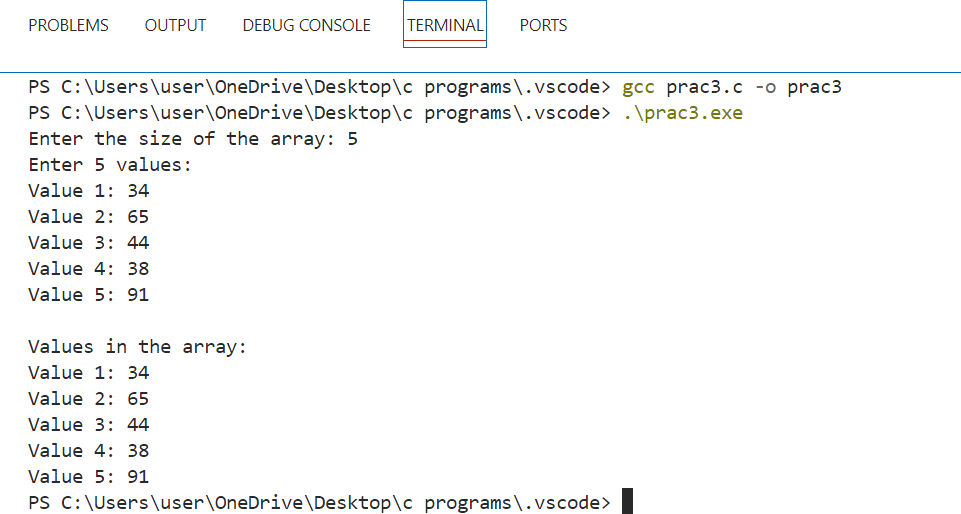 PROBLEMS OUTPUT DEBUG CONSOLE TERMINAL PORTS
PS C:\Users\user\OneDrive\Desktop\c programs\.vscode> gcc prac3.c -o prac3
PS C:\Users\user\OneDrive\Desktop\c programs\.vscode> .\prac3.exe
Enter the size of the array: 5
Enter 5 values:
Value 1: 34
Value 2: 65
Value 3: 44
Value 4: 38
Value 5: 91
Values in the array:
Value 1: 34
Value 2: 65
Value 3: 44
Value 4: 38
Value 5: 91
PS C:\Users\user\OneDrive\Desktop\c programs\.vscode>